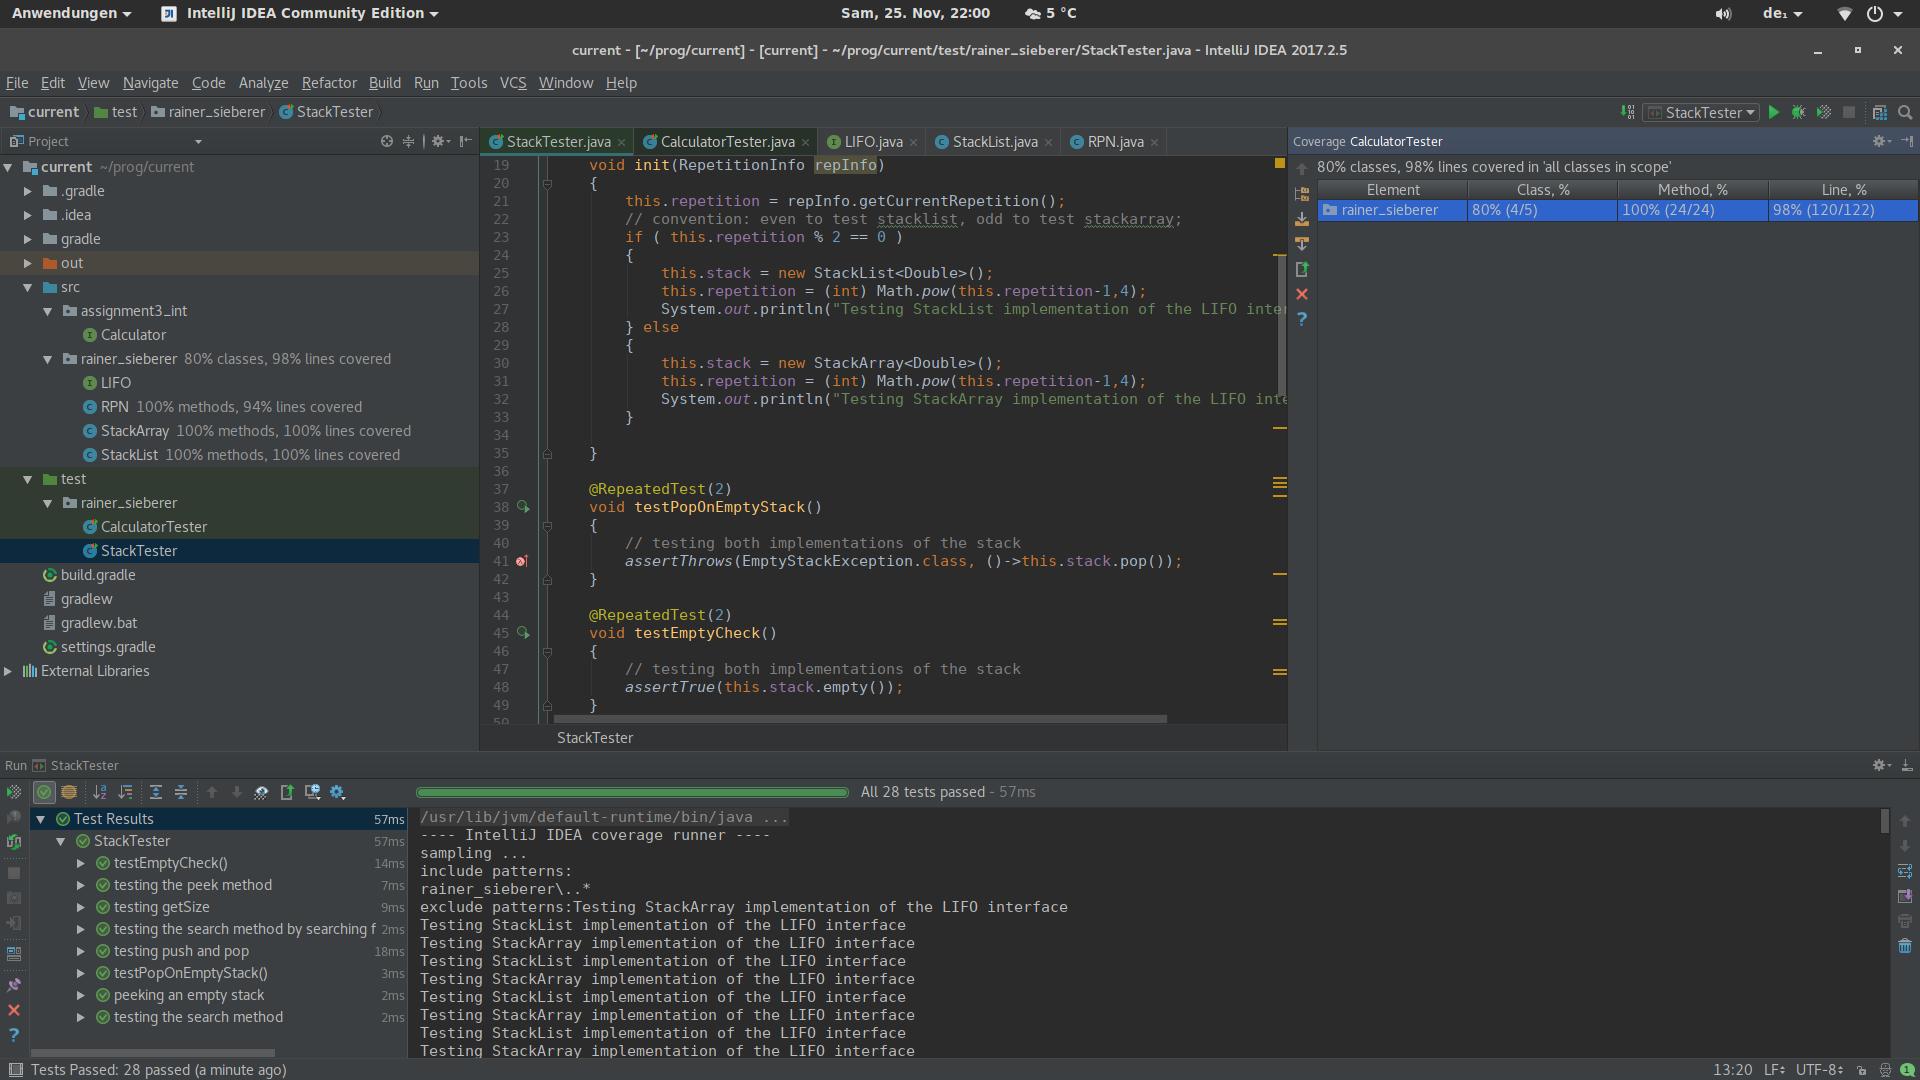 Anwendungen IntelliJ IDEA Community Edition Sam, 25. Nov, 22:00 5 °C de₁
current - [~/prog/current] - [current] - ~/prog/current/test/rainer_sieberer/StackTester.java - IntelliJ IDEA 2017.2.5
File Edit View Navigate Code Analyze Refactor Build Run Tools VCS Window Help
current test rainer_sieberer StackTester StackTester
Project
current ~/prog/current
.gradle
.idea
gradle
out
src
assignment3_int
Calculator
rainer_sieberer 80% classes, 98% lines covered
LIFO
RPN 100% methods, 94% lines covered
StackArray 100% methods, 100% lines covered
StackList 100% methods, 100% lines covered
test
rainer_sieberer
CalculatorTester
StackTester
build.gradle
gradlew
gradlew.bat
settings.gradle
External Libraries
StackTester.java CalculatorTester.java LIFO.java StackList.java RPN.java
19 void init(RepetitionInfo repInfo)
20 {
21 this.repetition = repInfo.getCurrentRepetition();
22 // convention: even to test stacklist, odd to test stackarray;
23 if ( this.repetition % 2 == 0 )
24 {
25 this.stack = new StackList<Double>();
26 this.repetition = (int) Math.pow(this.repetition-1,4);
27 System.out.println("Testing StackList implementation of the LIFO inter
28 } else
29 {
30 this.stack = new StackArray<Double>();
31 this.repetition = (int) Math.pow(this.repetition-1,4);
32 System.out.println("Testing StackArray implementation of the LIFO inte
33 }
34
35 }
36
37 @RepeatedTest(2)
38 void testPopOnEmptyStack()
39 {
40 // testing both implementations of the stack
41 assertThrows(EmptyStackException.class, ()->this.stack.pop());
42 }
43
44 @RepeatedTest(2)
45 void testEmptyCheck()
46 {
47 // testing both implementations of the stack
48 assertTrue(this.stack.empty());
49 }
50
StackTester
Coverage CalculatorTester
80% classes, 98% lines covered in 'all classes in scope'
Element Class, % Method, % Line, %
rainer_sieberer 80% (4/5) 100% (24/24) 98% (120/122)
Run StackTester
All 28 tests passed - 57ms
Test Results 57ms
StackTester 57ms
testEmptyCheck() 14ms
testing the peek method 7ms
testing getSize 9ms
testing the search method by searching f 2ms
testing push and pop 18ms
testPopOnEmptyStack() 3ms
peeking an empty stack 2ms
testing the search method 2ms
/usr/lib/jvm/default-runtime/bin/java ...
---- IntelliJ IDEA coverage runner ----
sampling ...
include patterns:
rainer_sieberer\..*
exclude patterns:Testing StackArray implementation of the LIFO interface
Testing StackList implementation of the LIFO interface
Testing StackArray implementation of the LIFO interface
Testing StackList implementation of the LIFO interface
Testing StackArray implementation of the LIFO interface
Testing StackList implementation of the LIFO interface
Testing StackArray implementation of the LIFO interface
Testing StackList implementation of the LIFO interface
Testing StackArray implementation of the LIFO interface
Tests Passed: 28 passed (a minute ago) 13:20 LF UTF-8 1